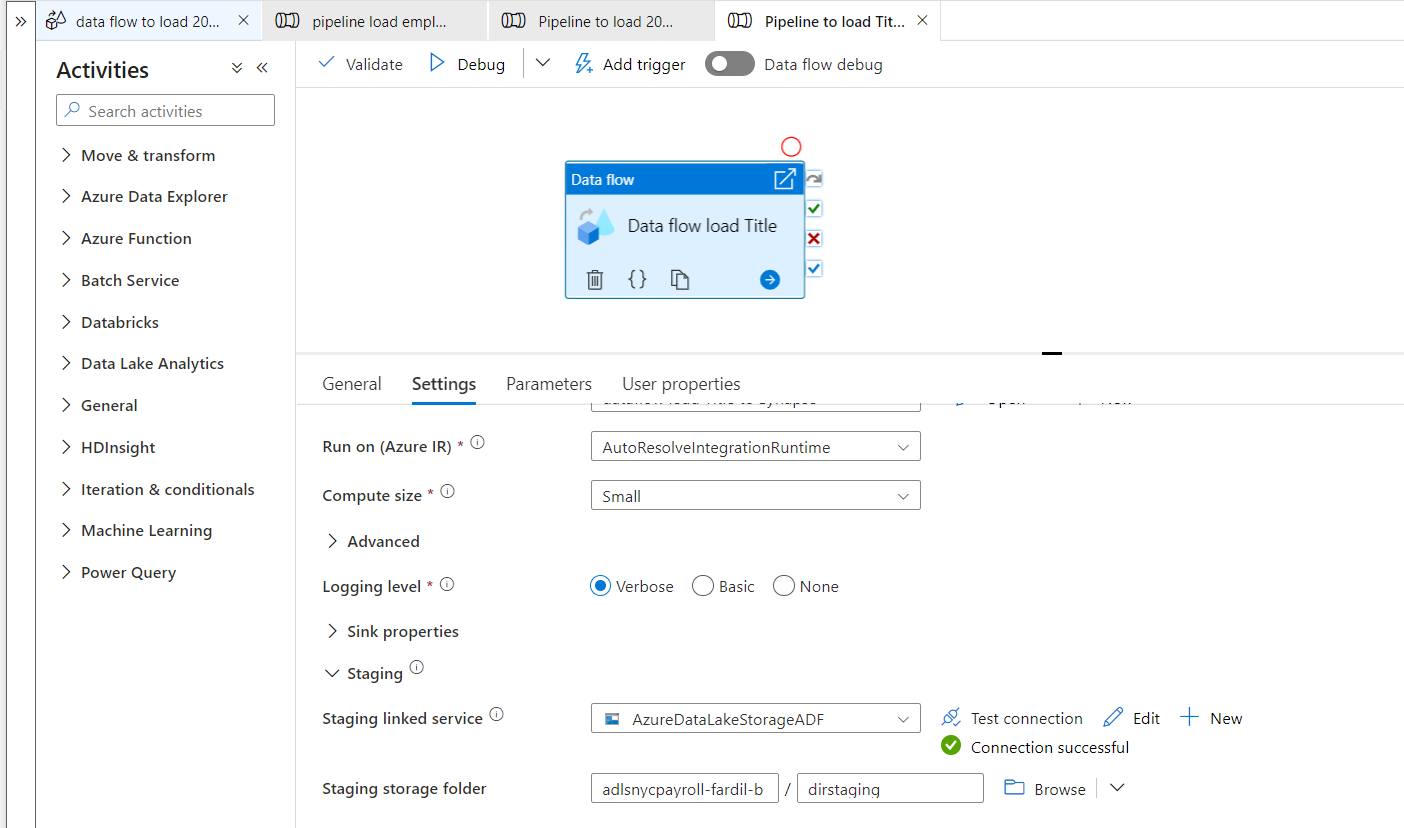 data flow to load 20...
pipeline load empl...
Pipeline to load 20...
Pipeline to load Tit...
Activities
Search activities
Move & transform
Azure Data Explorer
Azure Function
Batch Service
Databricks
Data Lake Analytics
General
HDInsight
Iteration & conditionals
Machine Learning
Power Query
Validate
Debug
Add trigger
Data flow debug
Data flow
Data flow load Title
General
Settings
Parameters
User properties
Run on (Azure IR) *
AutoResolveIntegrationRuntime
Compute size *
Small
Advanced
Logging level *
Verbose
Basic
None
Sink properties
Staging
Staging linked service
AzureDataLakeStorageADF
Test connection
Edit
New
Connection successful
Staging storage folder
adlsnycpayroll-fardil-b / dirstaging
Browse